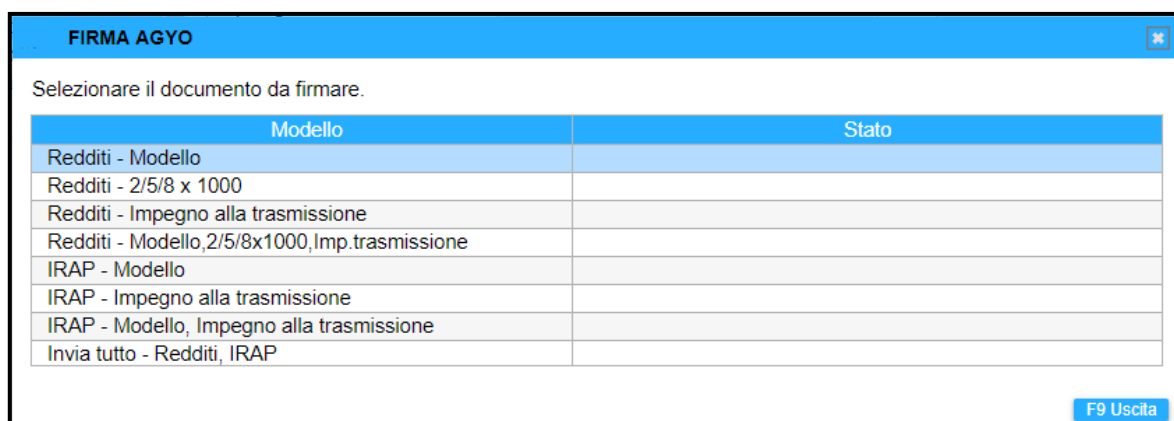 FIRMA AGYO
Selezionare il documento da firmare.
Modello Stato
Redditi - Modello
Redditi - 2/5/8 x 1000
Redditi - Impegno alla trasmissione
Redditi - Modello,2/5/8x1000,Imp.trasmissione
IRAP - Modello
IRAP - Impegno alla trasmissione
IRAP - Modello, Impegno alla trasmissione
Invia tutto - Redditi, IRAP
F9 Uscita